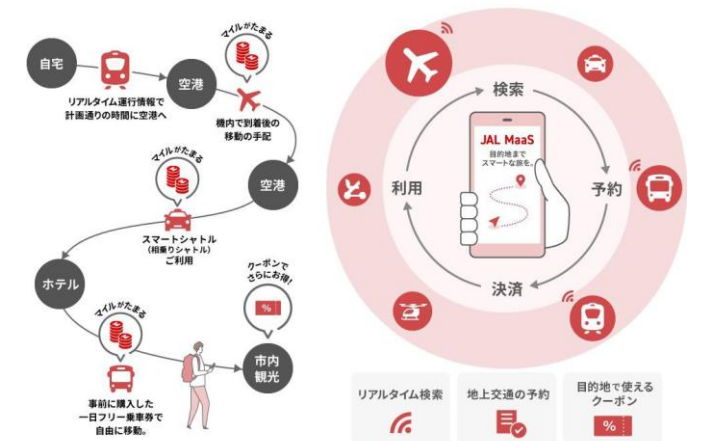 マイルがたまる
自宅
空港
リアルタイム運行情報で
計画通りの時間に空港へ
機内で到着後の
移動の手配
マイルがたまる
空港
スマートシャトル
(相乗りシャトル)
ご利用
ホテル
クーポンで
さらにお得!
%
マイルがたまる
市内
観光
事前に購入した
一日フリー乗車券で
自由に移動。
検索
JAL MaaS
目的地まで
スマートな旅を。
利用
予約
決済
リアルタイム検索
地上交通の予約
目的地で使える
クーポン
%